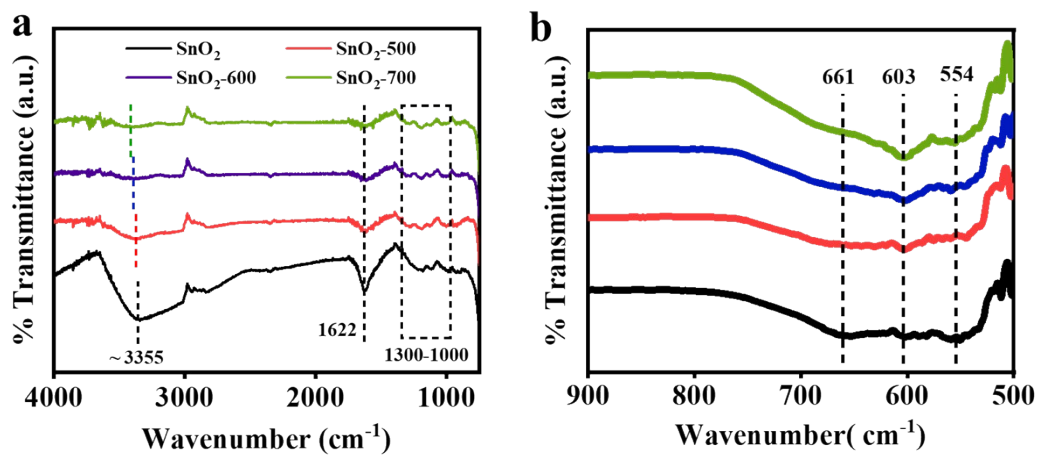 a
% Transmittance (a.u.)
SnO₂
SnO₂-500
SnO₂-600
SnO₂-700
~3355
1622
1300-1000
4000
3000
2000
1000
Wavenumber (cm⁻¹)
b
% Transmittance (a.u.)
661
603
554
900
800
700
600
500
Wavenumber( cm⁻¹)